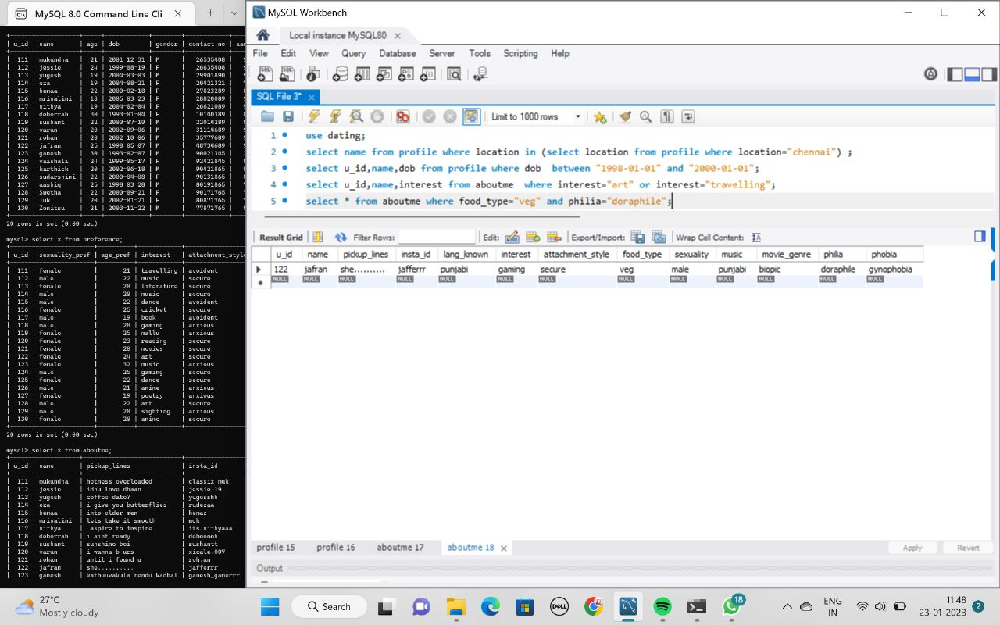 MySQL 8.0 Command Line Cli
| u_id | name | age | dob | gender | contact no | aad
| 111 | mukundha | 21 | 2001-12-31 | M | 26535408 | 9
| 112 | jessie | 24 | 1999-08-19 | F | 26635408 | 9
| 113 | yugesh | 19 | 2004-03-03 | M | 29901890 | 9
| 114 | eza | 19 | 2004-08-21 | F | 20421321 |
| 115 | hemaa | 22 | 2000-02-18 | F | 27823289 | 8
| 116 | mrinalini | 18 | 2005-03-23 | F | 28820089 | 9
| 117 | nithya | 19 | 2004-02-04 | F | 26621089 | 9
| 118 | deborrah | 30 | 1993-01-04 | F | 10140389 | 8
| 119 | sushant | 22 | 2000-07-10 | M | 22014289 | 9
| 120 | varun | 20 | 2002-09-06 | M | 31114689 | 9
| 121 | rohan | 20 | 2002-10-06 | M | 35777689 | 9
| 122 | jafran | 25 | 1998-05-07 | M | 48734689 | 9
| 123 | ganesh | 30 | 1993-02-07 | M | 90021345 | 2
| 124 | vaishali | 24 | 1999-05-17 | F | 92421845 |
| 125 | karthick | 20 | 2002-06-18 | M | 90421865 |
| 126 | sudarshini | 22 | 2000-04-08 | F | 90131865 | 8
| 127 | aashiq | 25 | 1998-03-28 | M | 80191865 |
| 128 | Swetha | 22 | 2000-09-21 | F | 90171765 |
| 129 | Tuk | 20 | 2002-01-21 | F | 80871765 |
| 130 | Zenitsu | 21 | 2003-11-22 | M | 77871765 | 9
20 rows in set (0.00 sec)
mysql> select * from preference;
| u_id | sexuality_pref | age_pref | interest | attachment_style
| 111 | female | 21 | travelling | avoident
| 112 | male | 22 | music | secure
| 113 | female | 20 | literature | secure
| 114 | male | 20 | music | secure
| 115 | male | 22 | dance | avoident
| 116 | female | 25 | cricket | secure
| 117 | male | 19 | book | avoident
| 118 | male | 28 | gaming | anxious
| 119 | female | 25 | mallu | anxious
| 120 | female | 23 | reading | secure
| 121 | female | 20 | movies | secure
| 122 | female | 24 | art | secure
| 123 | female | 32 | music | anxious
| 124 | male | 25 | gaming | secure
| 125 | female | 22 | dance | secure
| 126 | male | 21 | anime | anxious
| 127 | female | 19 | poetry | anxious
| 128 | male | 22 | art | secure
| 129 | male | 20 | sighting | anxious
| 130 | female | 20 | anime | secure
20 rows in set (0.00 sec)
mysql> select * from aboutme;
| u_id | name | pickup_lines | insta_id
| 111 | mukundha | hotness overloaded | classix_muk
| 112 | jessie | idhu love dhaan | jessie.19
| 113 | yugesh | coffee date? | yugesshh
| 114 | eza | i give you butterflies | rudezaa
| 115 | hemaa | into older men | hemaz
| 116 | mrinalini | lets take it smooth | mdk
| 117 | nithya | aspire to inspire | its.nithyaaa
| 118 | deborrah | i aint ready | debooooh
| 119 | sushant | sunshine boi | sushantt
| 120 | varun | i wanna b urs | xicale.007
| 121 | rohan | until i found u | roh.an
| 122 | jafran | she.......... | jafferrr
| 123 | ganesh | kathuuvakula rendu kadhal | ganesh_gamerrr
MySQL Workbench
Local instance MySQL80
File Edit View Query Database Server Tools Scripting Help
SQL File 3*
Limit to 1000 rows
1 use dating;
2 select name from profile where location in (select location from profile where location="chennai") ;
3 select u_id,name,dob from profile where dob between "1998-01-01" and "2000-01-01";
4 select u_id,name,interest from aboutme where interest="art" or interest="travelling";
5 select * from aboutme where food_type="veg" and philia="doraphile";
Result Grid Filter Rows: Edit: Export/Import: Wrap Cell Content:
u_id name pickup_lines insta_id lang_known interest attachment_style food_type sexuality music movie_genre philia phobia
122 jafran she.......... jafferrr punjabi gaming secure veg male punjabi biopic doraphile gynophobia
NULL NULL NULL NULL NULL NULL NULL NULL NULL NULL NULL NULL NULL
profile 15 profile 16 aboutme 17 aboutme 18 Apply Revert
Output
27°C
Mostly cloudy
Search
DELL
18
ENG
IN
11:48
23-01-2023
2